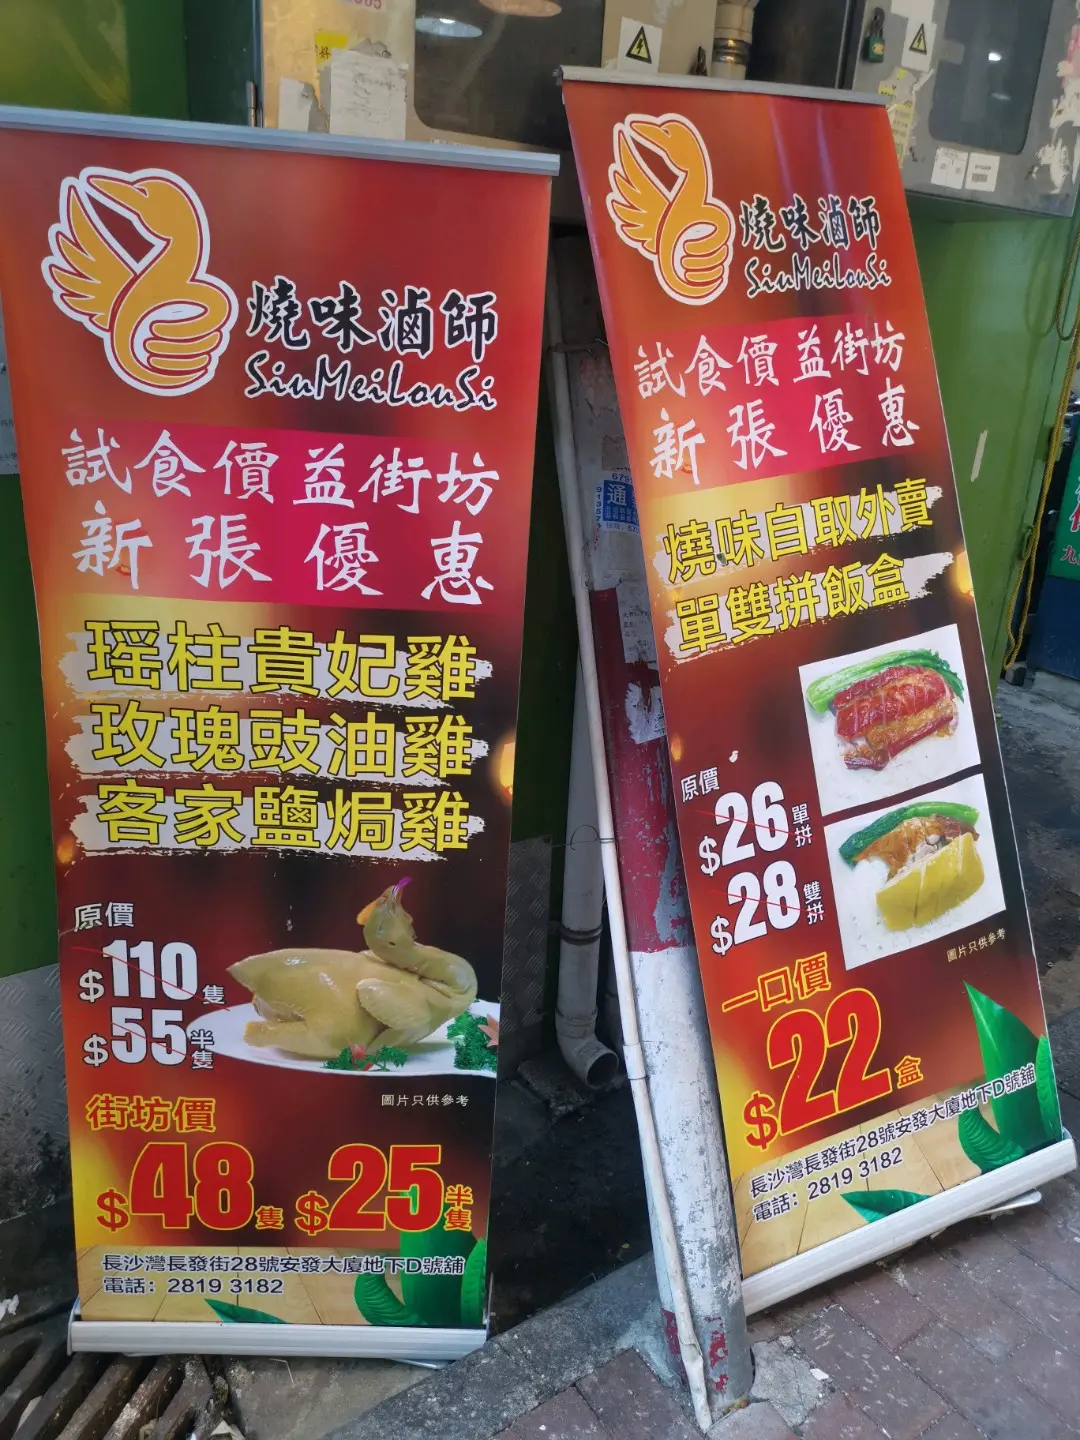 燒味滷師
SiuMeiLouSi
試食價益街坊
新張優惠
瑶柱貴妃雞
玫瑰豉油雞
客家鹽焗雞
原價
$110隻
$55半隻
圖片只供參考
街坊價
$48隻 $25半隻
長沙灣長發街28號安發大廈地下D號舖
電話：2819 3182
燒味滷師
SiuMeiLouSi
試食價益街坊
新張優惠
燒味自取外賣
單雙拼飯盒
原價
$26單拼
$28雙拼
圖片只供參考
一口價
$22盒
長沙灣長發街28號安發大廈地下D號舖
電話：2819 3182
通